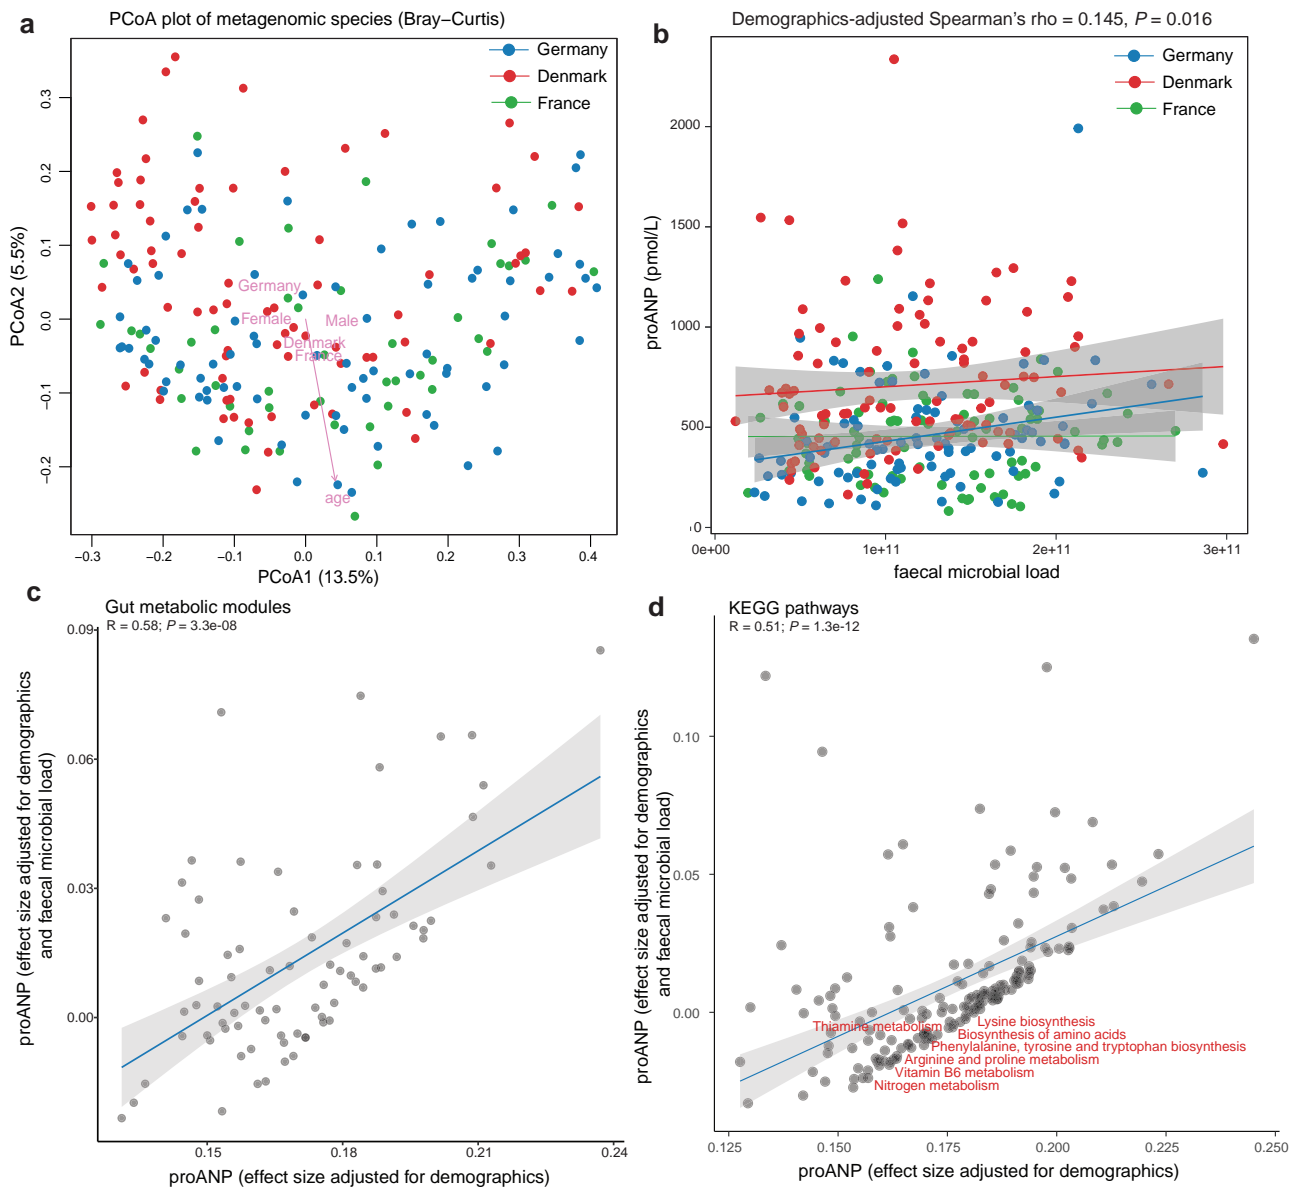 a
PCoA plot of metagenomic species (Bray−Curtis)
Germany
Denmark
France
PCoA2 (5.5%)
0.3
0.2
0.1
0.0
−0.1
−0.2
Germany
Female
Male
Denmark
France
age
−0.3
−0.2
−0.1
0.0
0.1
0.2
0.3
0.4
PCoA1 (13.5%)
b
Demographics-adjusted Spearman's rho = 0.145, P = 0.016
Germany
Denmark
France
proANP (pmol/L)
2000
1500
1000
500
0
0e+00
1e+11
2e+11
3e+11
faecal microbial load
c
Gut metabolic modules
R = 0.58; P = 3.3e-08
proANP (effect size adjusted for demographics
and faecal microbial load)
0.09
0.06
0.03
0.00
0.15
0.18
0.21
0.24
proANP (effect size adjusted for demographics)
d
KEGG pathways
R = 0.51; P = 1.3e-12
proANP (effect size adjusted for demographics
and faecal microbial load)
0.10
0.05
0.00
Thiamine metabolism
Lysine biosynthesis
Biosynthesis of amino acids
Phenylalanine, tyrosine and tryptophan biosynthesis
Arginine and proline metabolism
Vitamin B6 metabolism
Nitrogen metabolism
0.125
0.150
0.175
0.200
0.225
0.250
proANP (effect size adjusted for demographics)